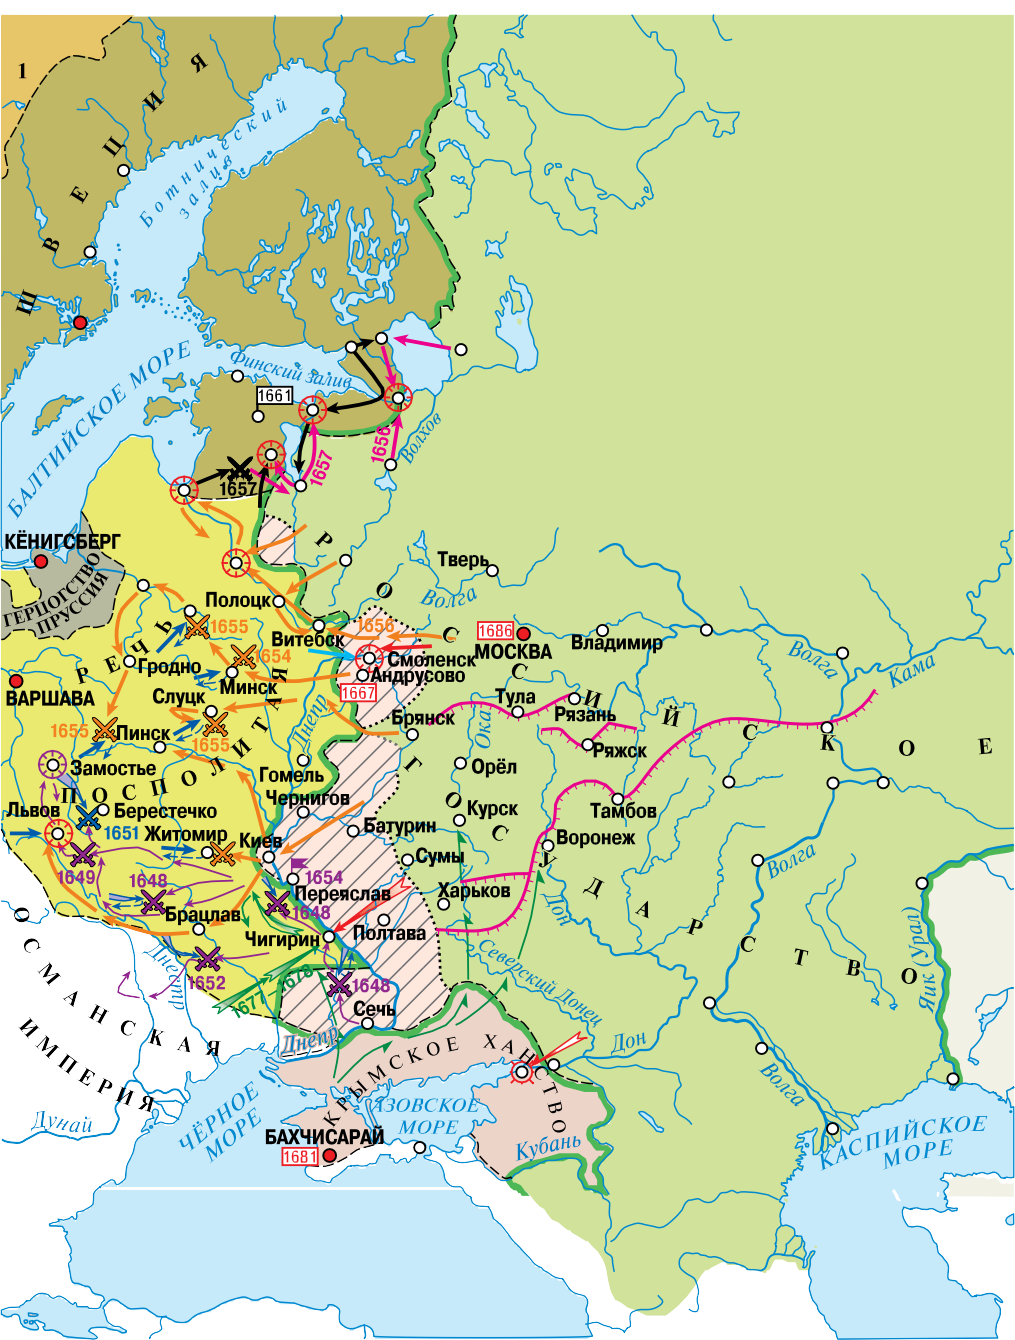 1
ШВЕЦИЯ
Ботнический
залив
БАЛТИЙСКОЕ МОРЕ
Финский залив
1661
1656
Волхов
1657
1657
КЁНИГСБЕРГ
ГЕРЦОГСТВО
ПРУССИЯ
РОССИЙСКОЕ
ГОСУДАРСТВО
Тверь
Волга
Полоцк
1655
Витебск
1656
1686
МОСКВА
Владимир
Волга
Кама
РЕЧЬ
ПОСПОЛИТАЯ
1654
Смоленск
Гродно
Минск
Андрусово
1667
ВАРШАВА
Слуцк
Днепр
Тула
Рязань
Брянск
Ока
1655
Пинск
1655
Ряжск
Замостье
Гомель
Орёл
Чернигов
Курск
Тамбов
Львов
Берестечко
1651
Житомир
Киев
Батурин
Воронеж
Сумы
Волга
1649
1648
1654
Переяслав
Харьков
1648
Брацлав
Дон
Чигирин
Полтава
Яик (Урал)
1652
Днепр
1677–1678
1648
Северский Донец
Сечь
ОСМАНСКАЯ
ИМПЕРИЯ
Днепр
Дон
КРЫМСКОЕ ХАНСТВО
Волга
Дунай
ЧЁРНОЕ
МОРЕ
АЗОВСКОЕ
МОРЕ
БАХЧИСАРАЙ
1681
Кубань
КАСПИЙСКОЕ
МОРЕ